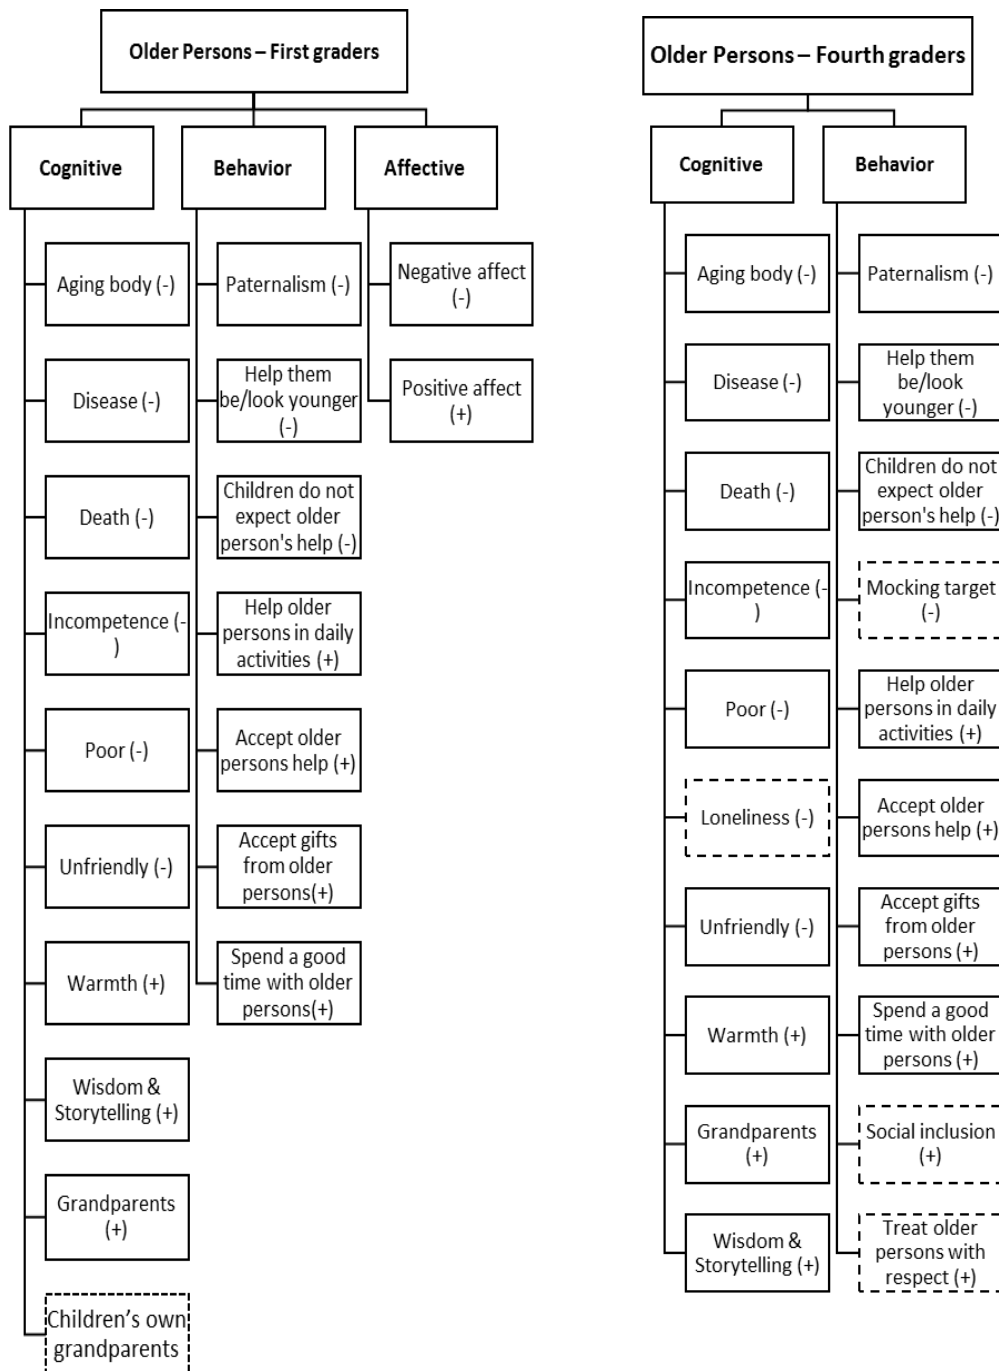 Older Persons – First graders
Cognitive
Behavior
Affective
Aging body (-)
Disease (-)
Death (-)
Incompetence (-
)
Poor (-)
Unfriendly (-)
Warmth (+)
Wisdom &
Storytelling (+)
Grandparents
(+)
Children's own
grandparents
Paternalism (-)
Help them
be/look younger
(-)
Children do not
expect older
person's help (-)
Help older
persons in daily
activities (+)
Accept older
persons help (+)
Accept gifts
from older
persons(+)
Spend a good
time with older
persons(+)
Negative affect
(-)
Positive affect
(+)
Older Persons – Fourth graders
Cognitive
Behavior
Aging body (-)
Disease (-)
Death (-)
Incompetence (-
)
Poor (-)
Loneliness (-)
Unfriendly (-)
Warmth (+)
Grandparents
(+)
Wisdom &
Storytelling (+)
Paternalism (-)
Help them
be/look
younger (-)
Children do not
expect older
person's help (-)
Mocking target
(-)
Help older
persons in daily
activities (+)
Accept older
persons help (+)
Accept gifts
from older
persons (+)
Spend a good
time with older
persons (+)
Social inclusion
(+)
Treat older
persons with
respect (+)